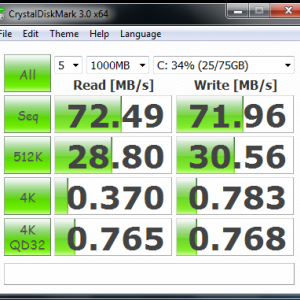 CrystalDiskMark 3.0 x64
File Edit Theme Help Language
All 5 1000MB C: 34% (25/75GB)
Read [MB/s] Write [MB/s]
Seq 72.49 71.96
512K 28.80 30.56
4K 0.370 0.783
4K QD32 0.765 0.768